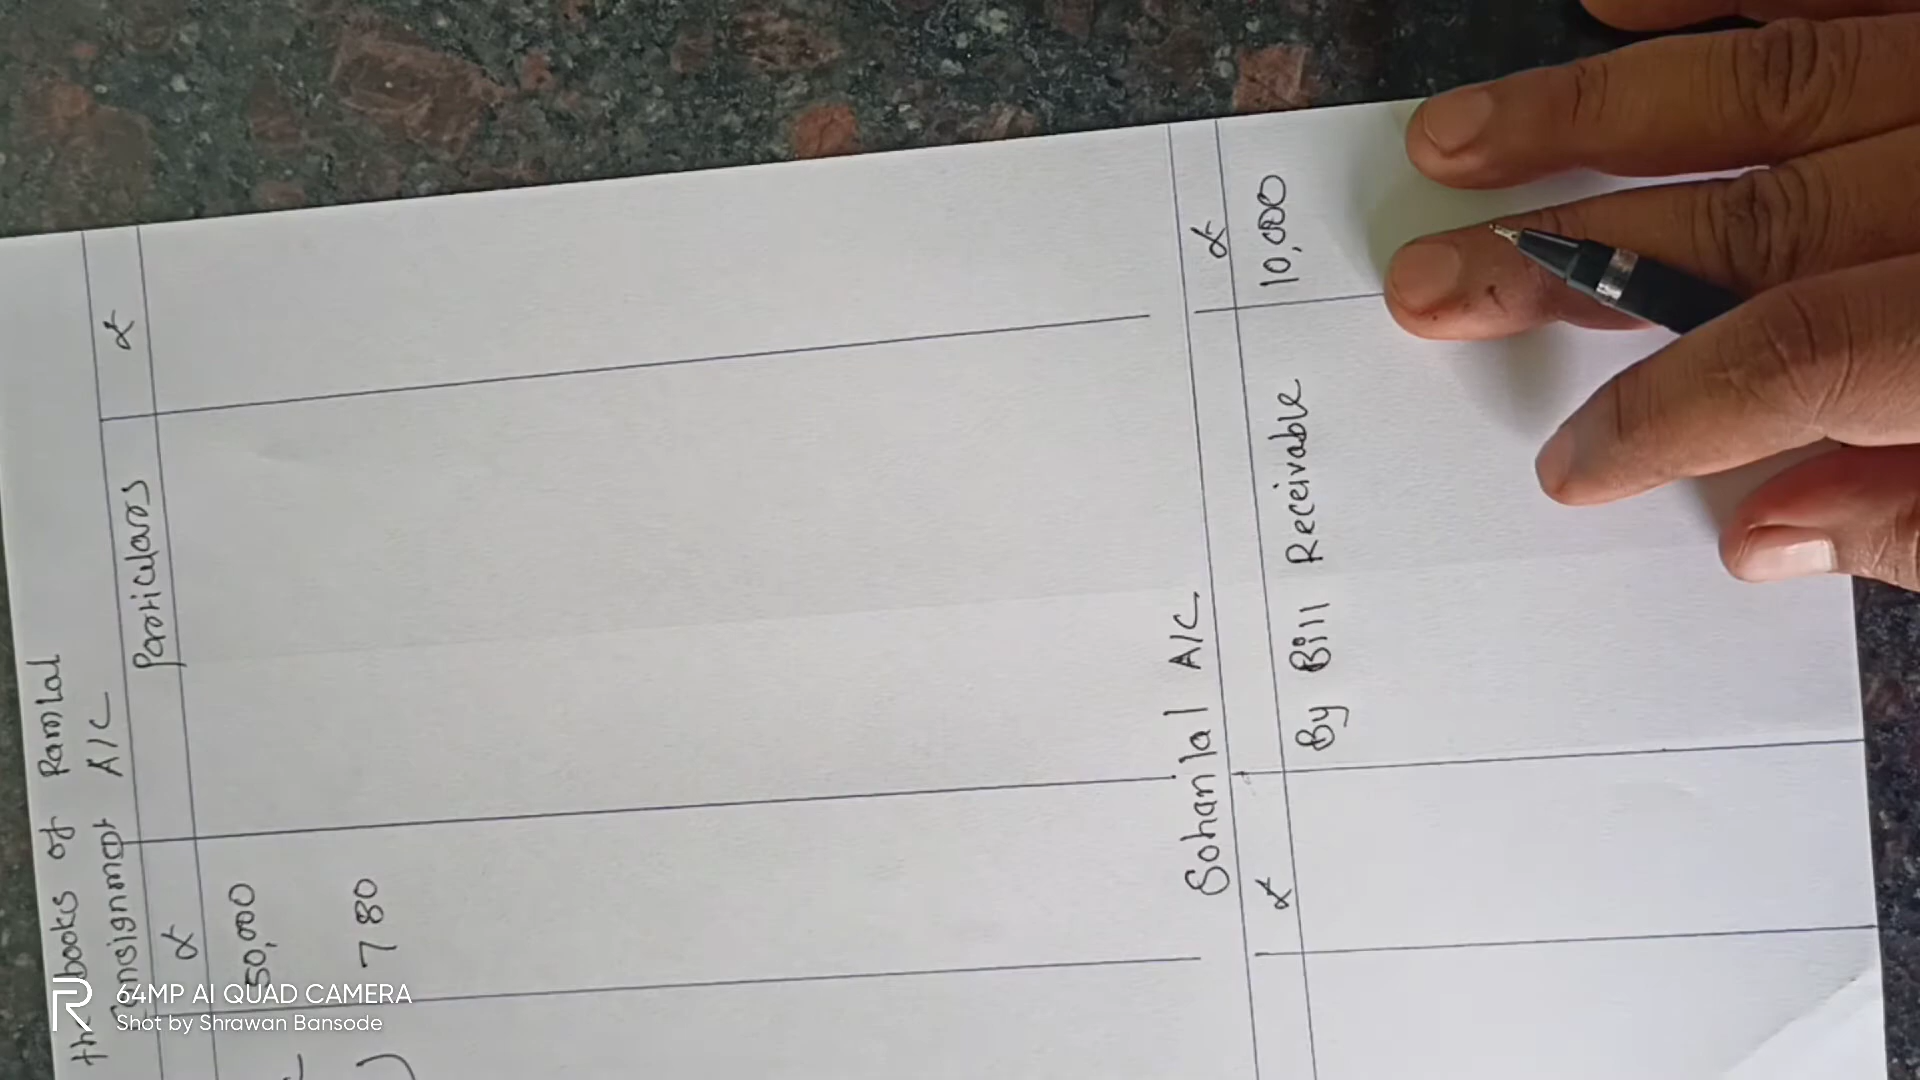 the books of Ramlal
Consignment A/C
₹ Particulars ₹
50,000
780
Sohanlal A/C
₹ ₹
By Bill Receivable 10,000
64MP AI QUAD CAMERA
Shot by Shrawan Bansode